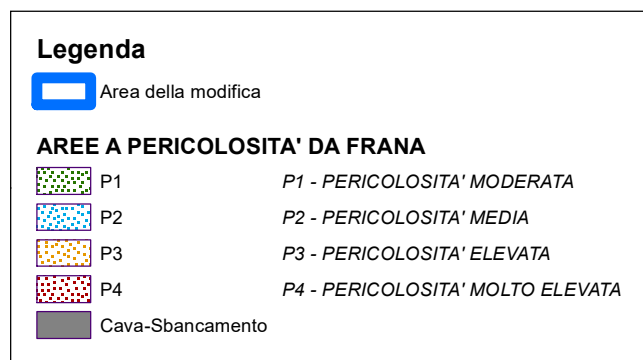 Legenda
Area della modifica
AREE A PERICOLOSITA' DA FRANA
P1 P1 - PERICOLOSITA' MODERATA
P2 P2 - PERICOLOSITA' MEDIA
P3 P3 - PERICOLOSITA' ELEVATA
P4 P4 - PERICOLOSITA' MOLTO ELEVATA
Cava-Sbancamento